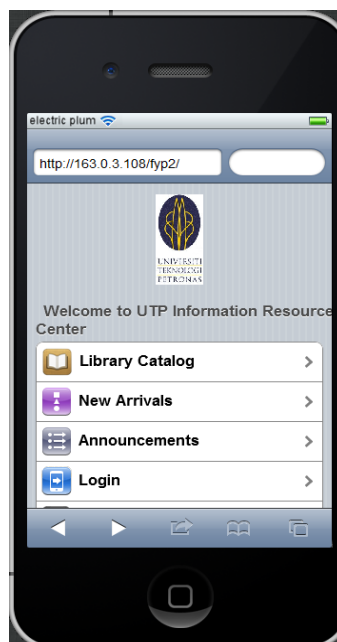 electric plum
http://163.0.3.108/fyp2/
UNIVERSITI
TEKNOLOGI
PETRONAS
Welcome to UTP Information Resource
Center
Library Catalog
New Arrivals
Announcements
Login